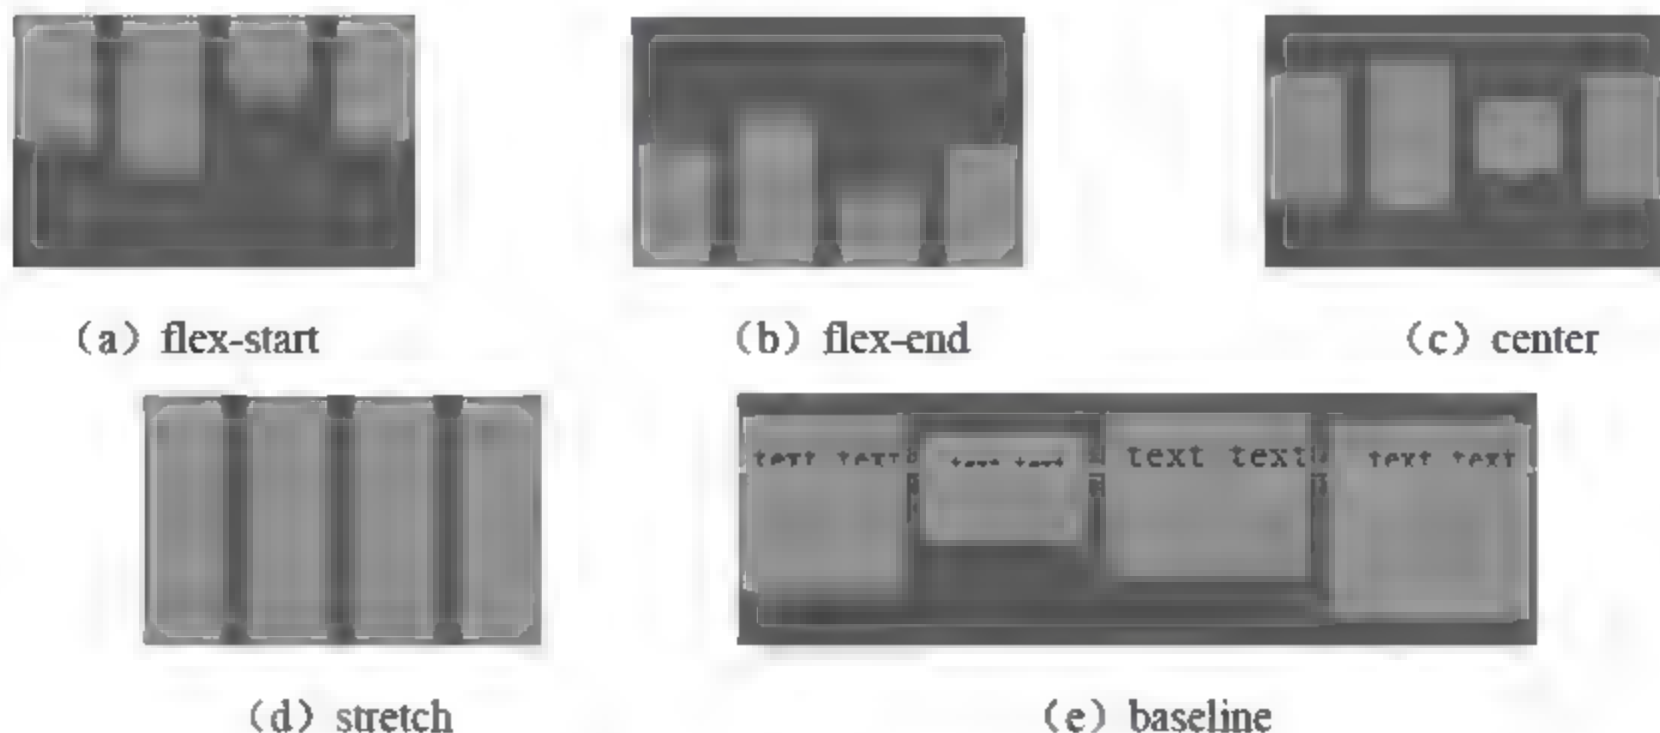 (a) flex-start
(b) flex-end
(c) center
text text
text text
text text
text text
(d) stretch
(e) baseline